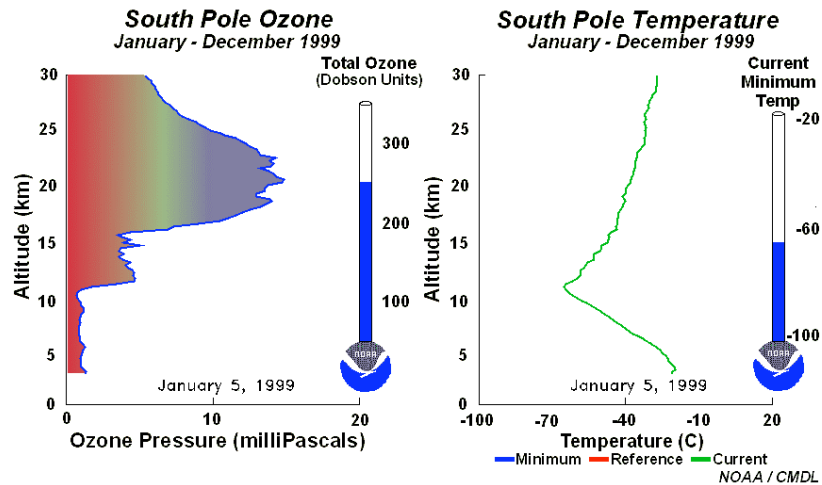 South Pole Ozone
January - December 1999
Total Ozone
(Dobson Units)
300
200
100
NOAA
30
25
20
15
10
5
0
Altitude (km)
January 5, 1999
0
10
20
Ozone Pressure (milliPascals)
South Pole Temperature
January - December 1999
Current
Minimum
Temp
-20
-60
-100
NOAA
30
25
20
15
10
5
0
Altitude (km)
January 5, 1999
-100
-70
-40
-10
20
Temperature (C)
Minimum Reference Current
NOAA / CMDL